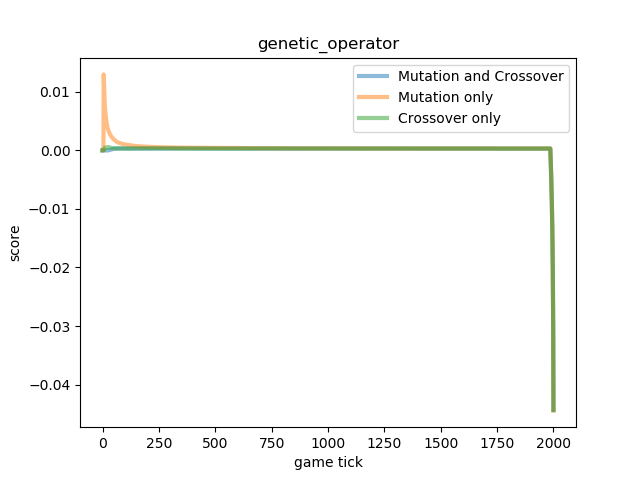 genetic_operator
Mutation and Crossover
Mutation only
Crossover only
0.01
0.00
−0.01
−0.02
−0.03
−0.04
score
0
250
500
750
1000
1250
1500
1750
2000
game tick